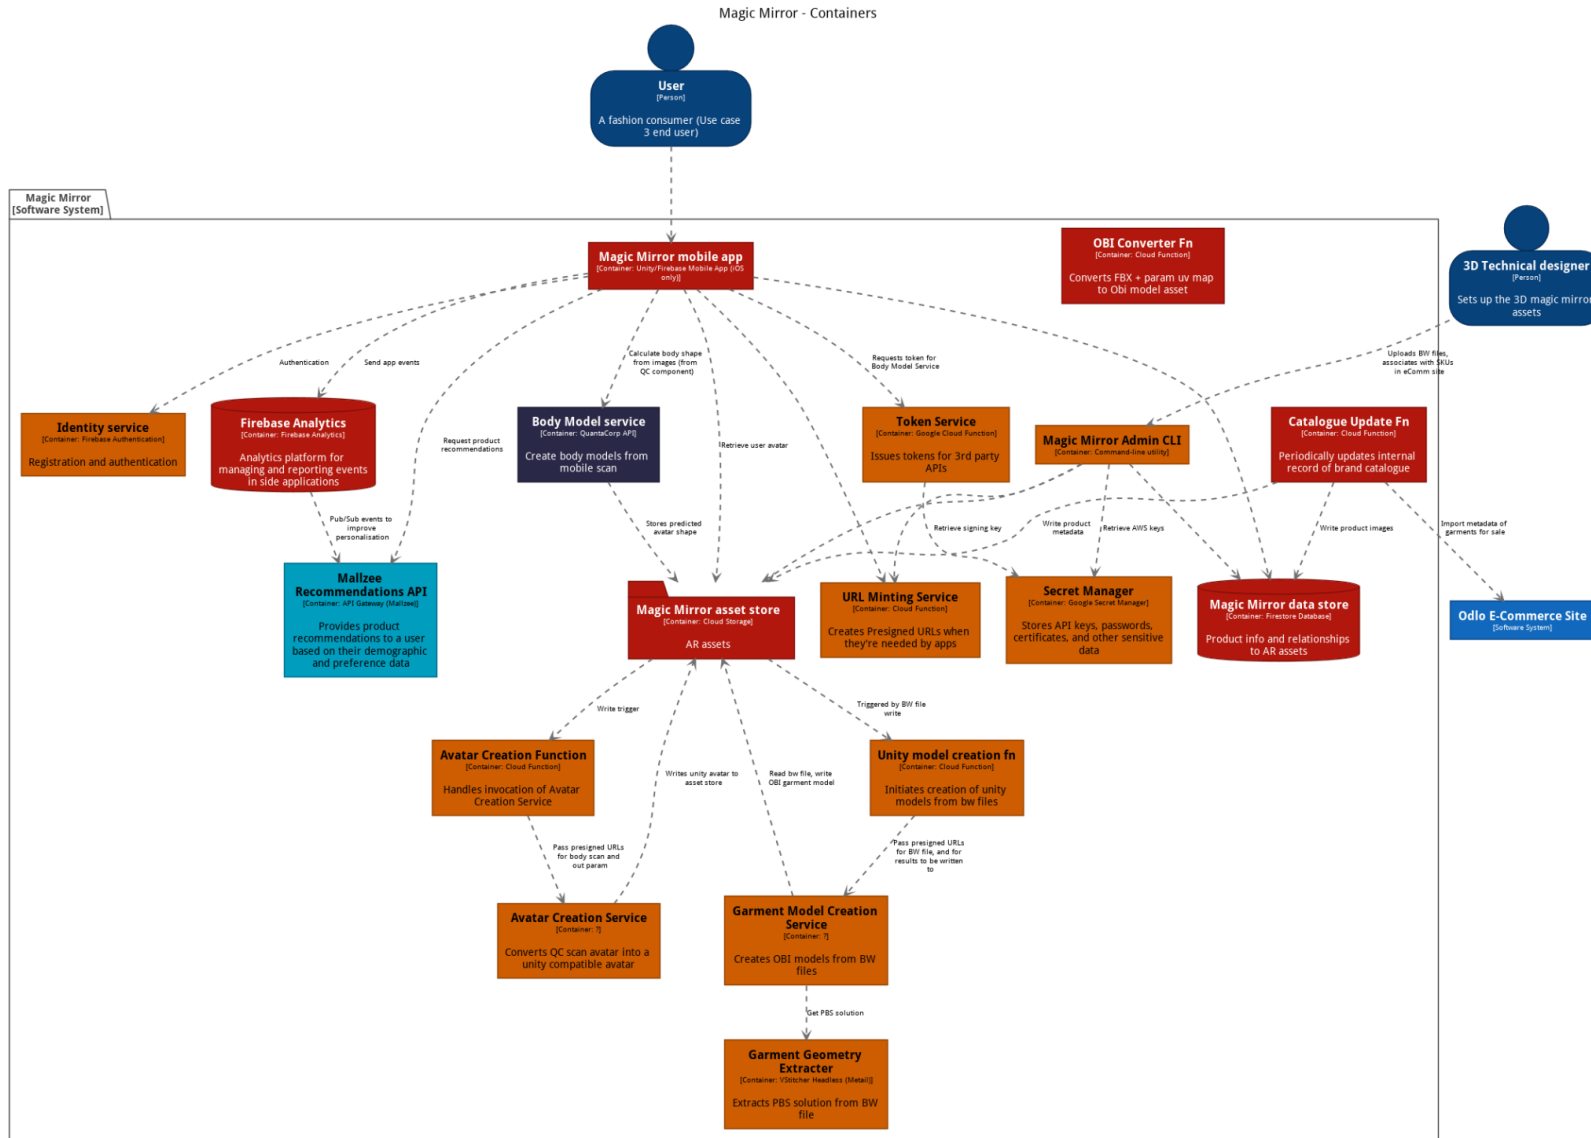 Magic Mirror - Containers
User
[Person]
A fashion consumer (Use case
3 end user)
Magic Mirror
[Software System]
Magic Mirror mobile app
[Container: Unity/Firebase Mobile App (iOS
only)]
OBI Converter Fn
[Container: Cloud Function]
Converts FBX + param uv map
to Obi model asset
3D Technical designer
[Person]
Sets up the 3D magic mirror
assets
Authentication
Send app events
Calculate body shape
from images (from
QC component)
Requests token for
Body Model Service
Uploads BW files,
associates with SKUs
in eComm site
Request product
recommendations
Retrieve user avatar
Identity service
[Container: Firebase Authentication]
Registration and authentication
Firebase Analytics
[Container: Firebase Analytics]
Analytics platform for
managing and reporting events
in side applications
Body Model service
[Container: QuantaCorp API]
Create body models from
mobile scan
Token Service
[Container: Google Cloud Function]
Issues tokens for 3rd party
APIs
Magic Mirror Admin CLI
[Container: Command-line utility]
Catalogue Update Fn
[Container: Cloud Function]
Periodically updates internal
record of brand catalogue
Pub/Sub events to
improve
personalisation
Stores predicted
avatar shape
Retrieve signing key
Write product
metadata
Retrieve AWS keys
Write product images
Import metadata of
garments for sale
Mallzee
Recommendations API
[Container: API Gateway (Mallzee)]
Provides product
recommendations to a user
based on their demographic
and preference data
Magic Mirror asset store
[Container: Cloud Storage]
AR assets
URL Minting Service
[Container: Cloud Function]
Creates Presigned URLs when
they're needed by apps
Secret Manager
[Container: Google Secret Manager]
Stores API keys, passwords,
certificates, and other sensitive
data
Magic Mirror data store
[Container: Firestore Database]
Product info and relationships
to AR assets
Odlo E-Commerce Site
[Software System]
Write trigger
Triggered by BW file
write
Avatar Creation Function
[Container: Cloud Function]
Handles invocation of Avatar
Creation Service
Writes unity avatar to
asset store
Read bw file, write
OBI garment model
Unity model creation fn
[Container: Cloud Function]
Initiates creation of unity
models from bw files
Pass presigned URLs
for body scan and
out param
Pass presigned URLs
for BW file, and for
results to be written
to
Avatar Creation Service
[Container: ?]
Converts QC scan avatar into a
unity compatible avatar
Garment Model Creation
Service
[Container: ?]
Creates OBI models from BW
files
Get PBS solution
Garment Geometry
Extracter
[Container: VStitcher Headless (Metail)]
Extracts PBS solution from BW
file